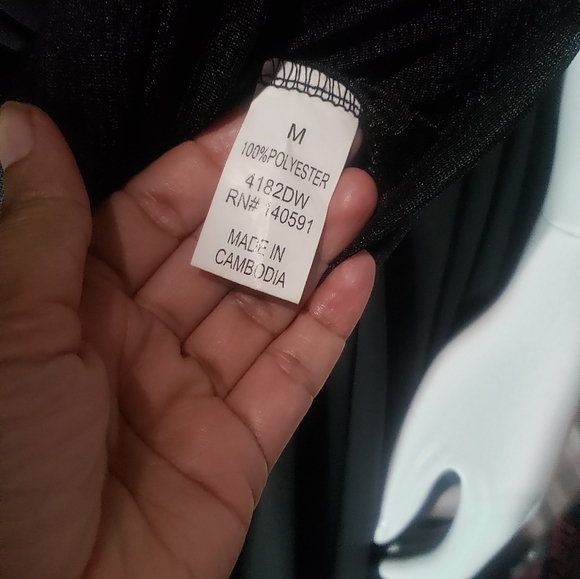 M
100%POLYESTER
4182DW
RN# 140591
MADE IN
CAMBODIA